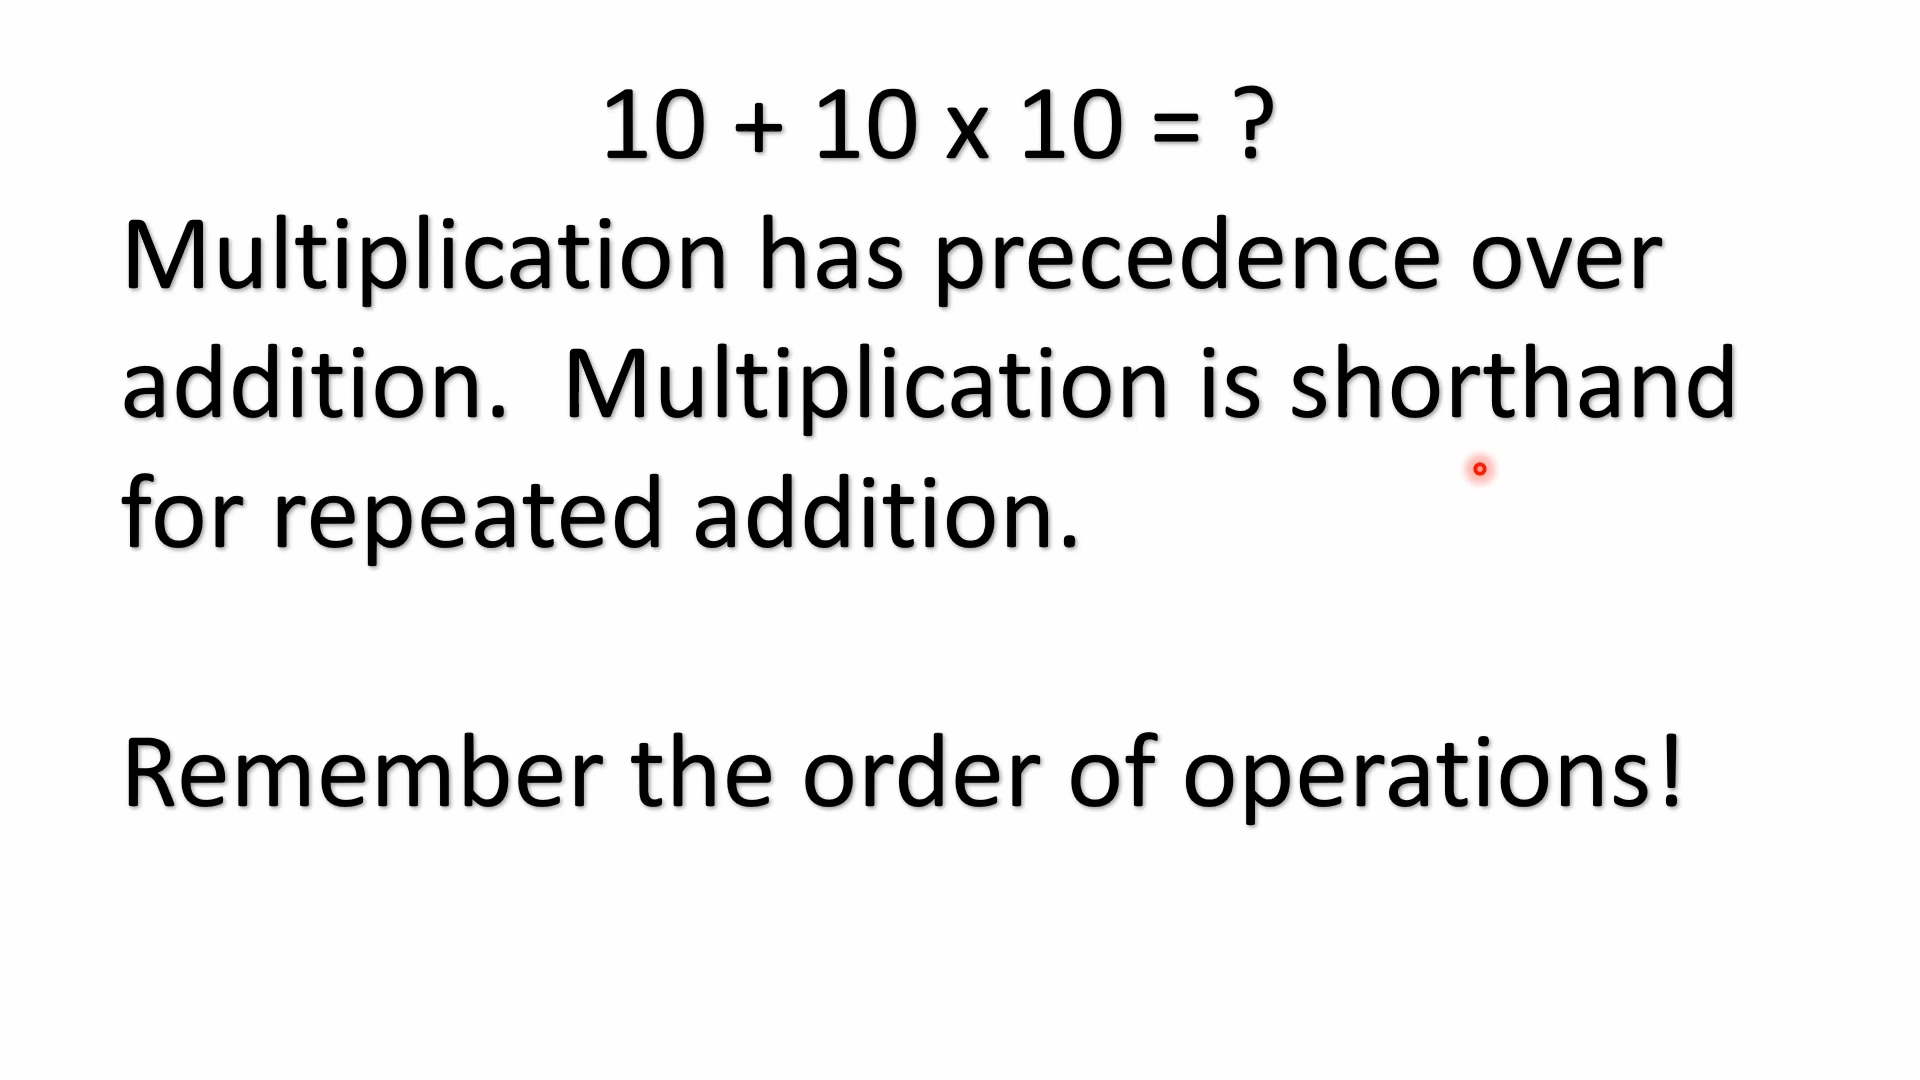 10 + 10 x 10 = ?
Multiplication has precedence over
addition.  Multiplication is shorthand
for repeated addition.
Remember the order of operations!